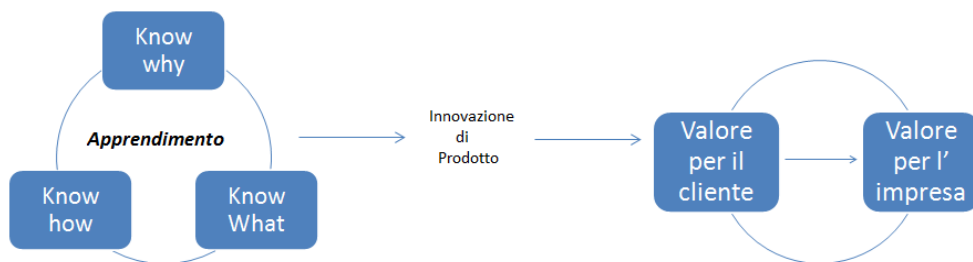 Know
why
Apprendimento
Know
how
Know
What
Innovazione
di
Prodotto
Valore
per il
cliente
Valore
per l’
impresa